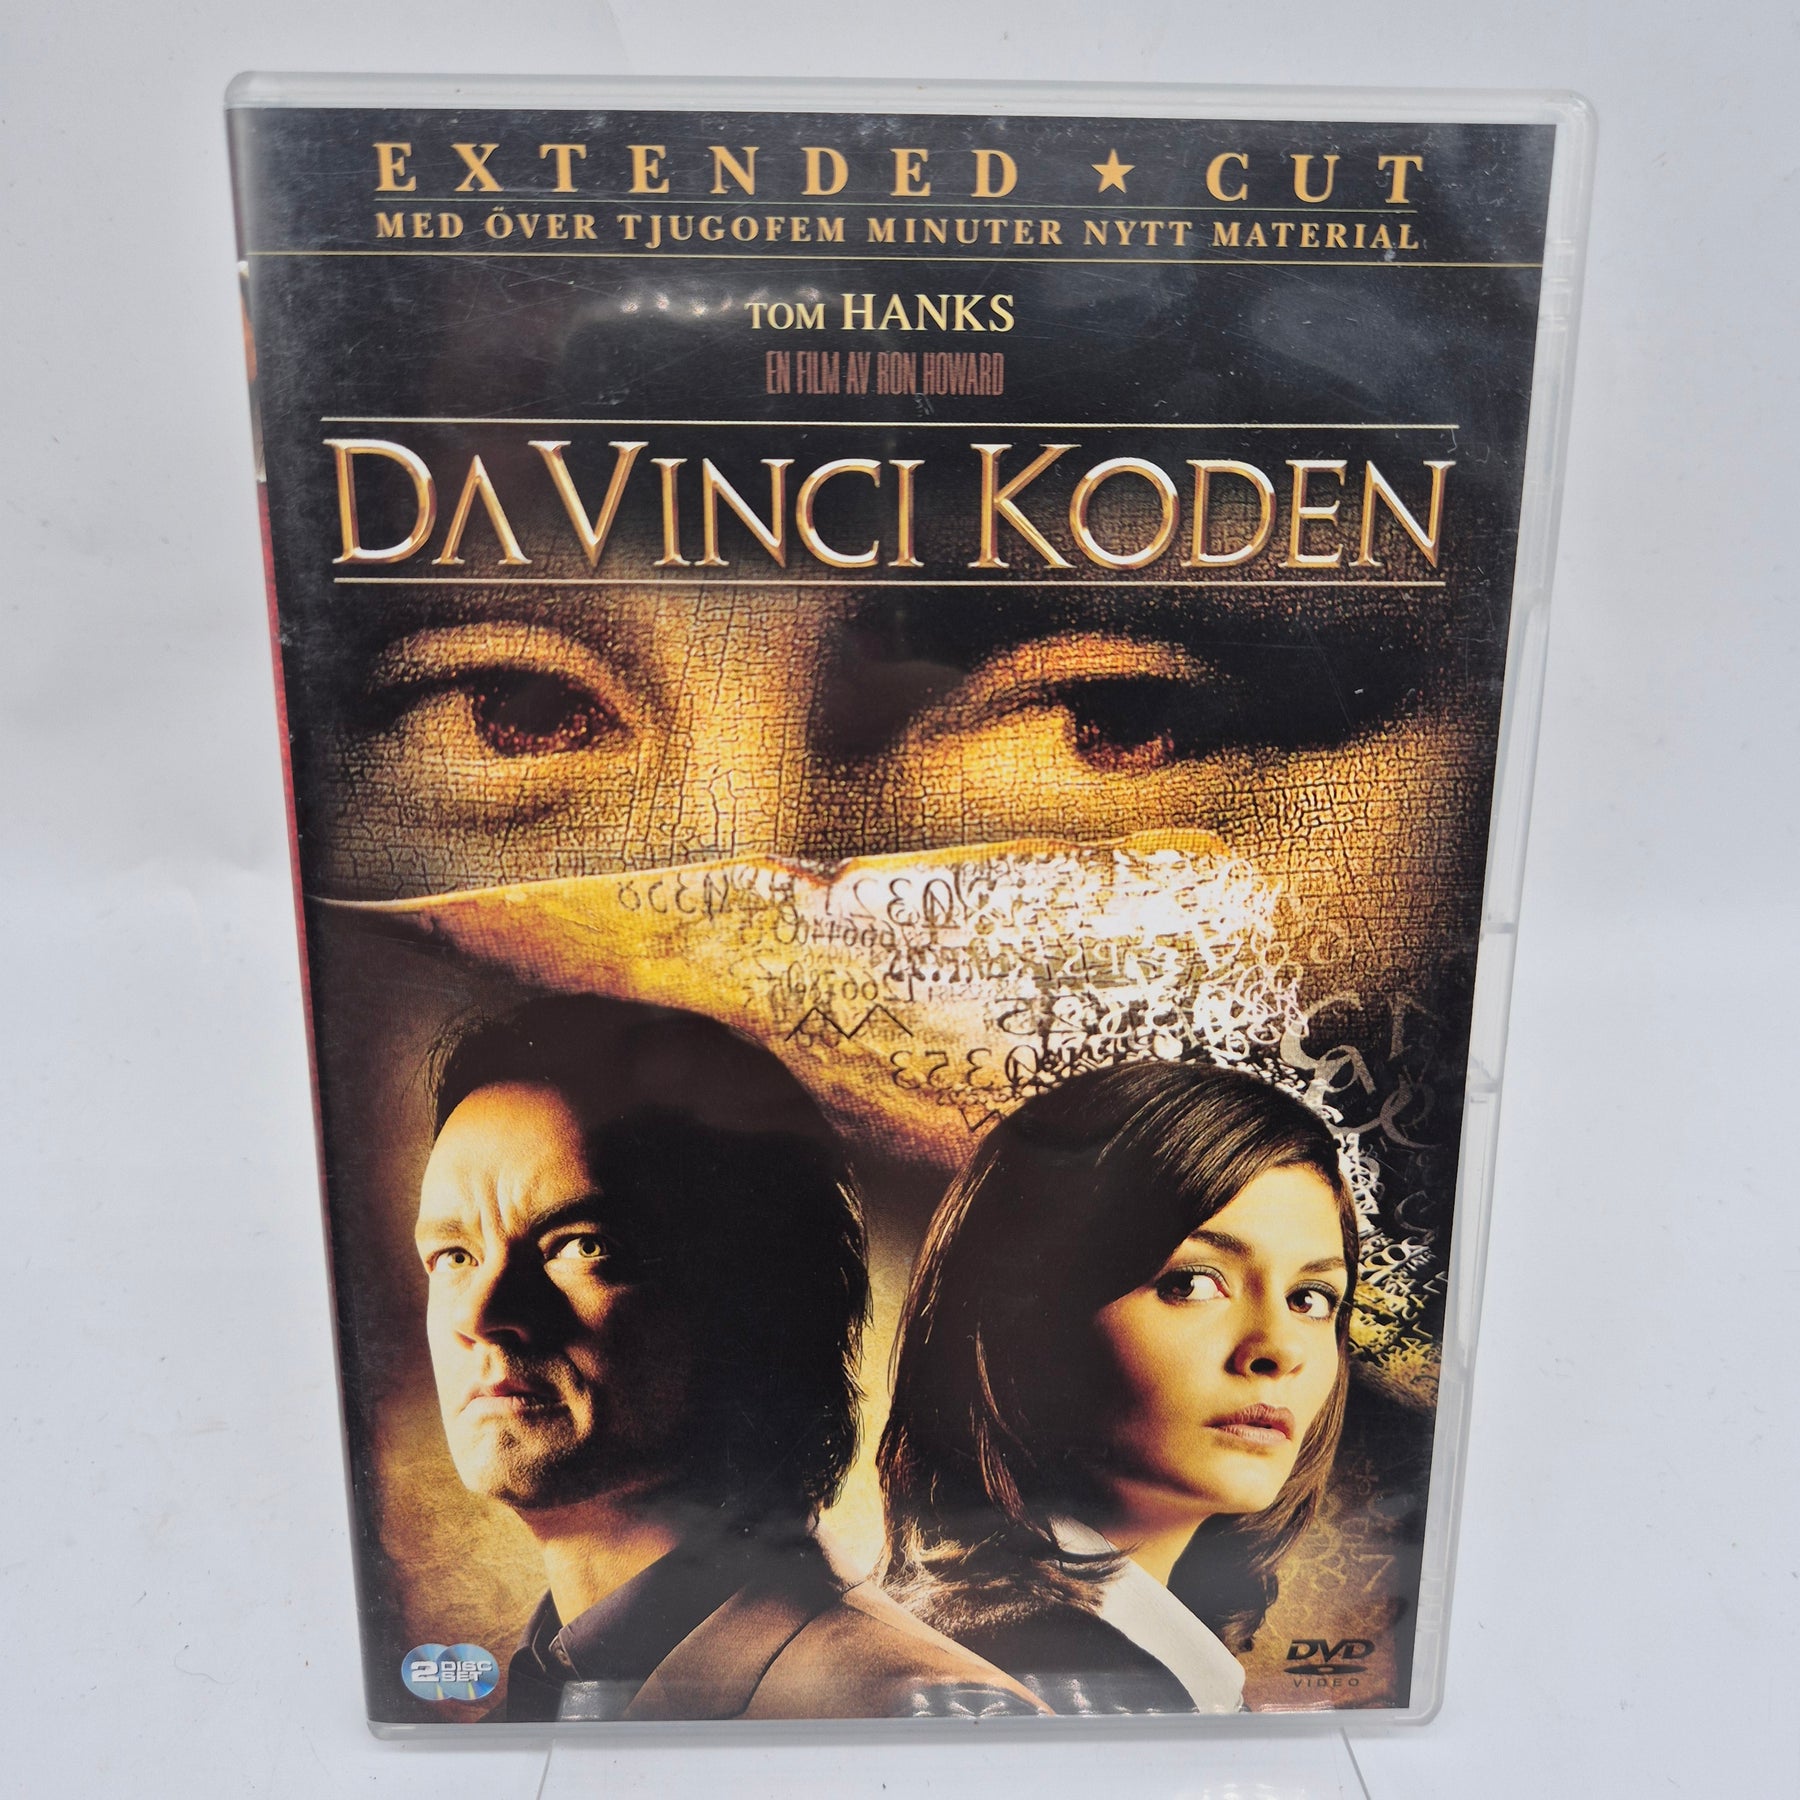 EXTENDED ★ CUT
MED ÖVER TJUGOFEM MINUTER NYTT MATERIAL
TOM HANKS
EN FILM AV RON HOWARD
DA VINCI KODEN
2 DISC
SET
DVD
VIDEO